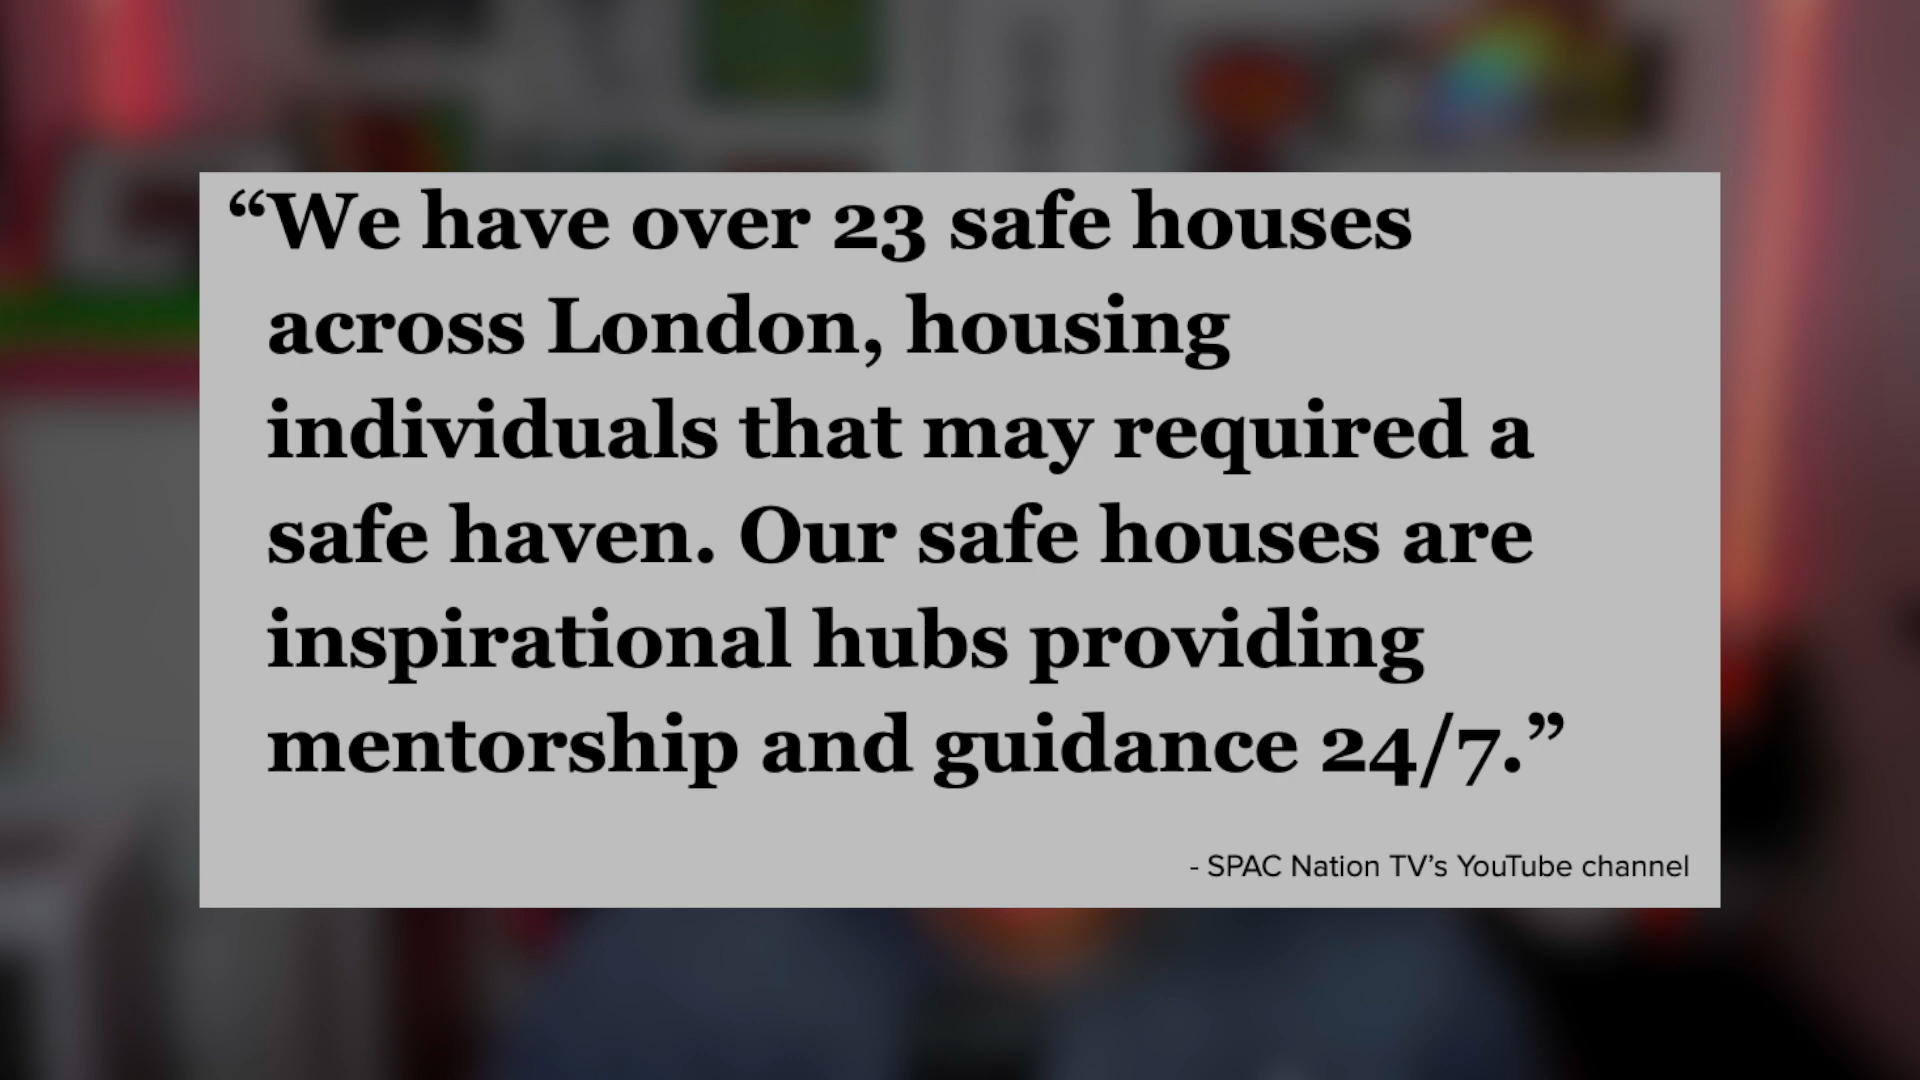 “We have over 23 safe houses
across London, housing
individuals that may required a
safe haven. Our safe houses are
inspirational hubs providing
mentorship and guidance 24/7.”
- SPAC Nation TV’s YouTube channel